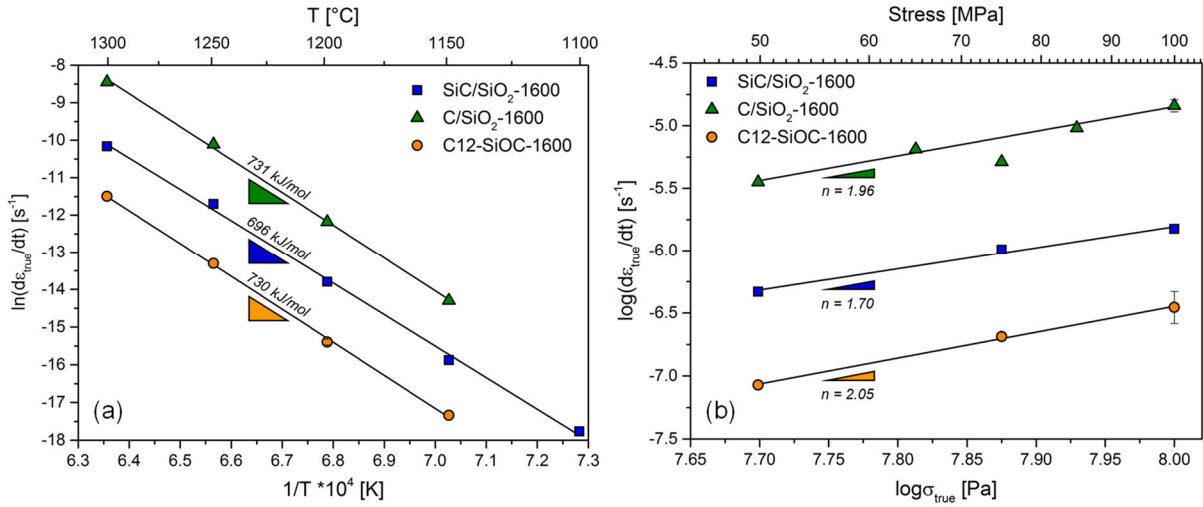 T [°C]
1300 1250 1200 1150 1100
-8
-9
-10
-11
-12
-13
-14
-15
-16
-17
-18
ln(dε_true/dt) [s⁻¹]
SiC/SiO₂-1600
C/SiO₂-1600
C12-SiOC-1600
731 kJ/mol
696 kJ/mol
730 kJ/mol
(a)
6.3 6.4 6.5 6.6 6.7 6.8 6.9 7.0 7.1 7.2 7.3
1/T *10⁴ [K]
Stress [MPa]
50 60 70 80 90 100
-4.5
-5.0
-5.5
-6.0
-6.5
-7.0
-7.5
log(dε_true/dt) [s⁻¹]
SiC/SiO₂-1600
C/SiO₂-1600
C12-SiOC-1600
n = 1.96
n = 1.70
n = 2.05
(b)
7.65 7.70 7.75 7.80 7.85 7.90 7.95 8.00
logσ_true [Pa]